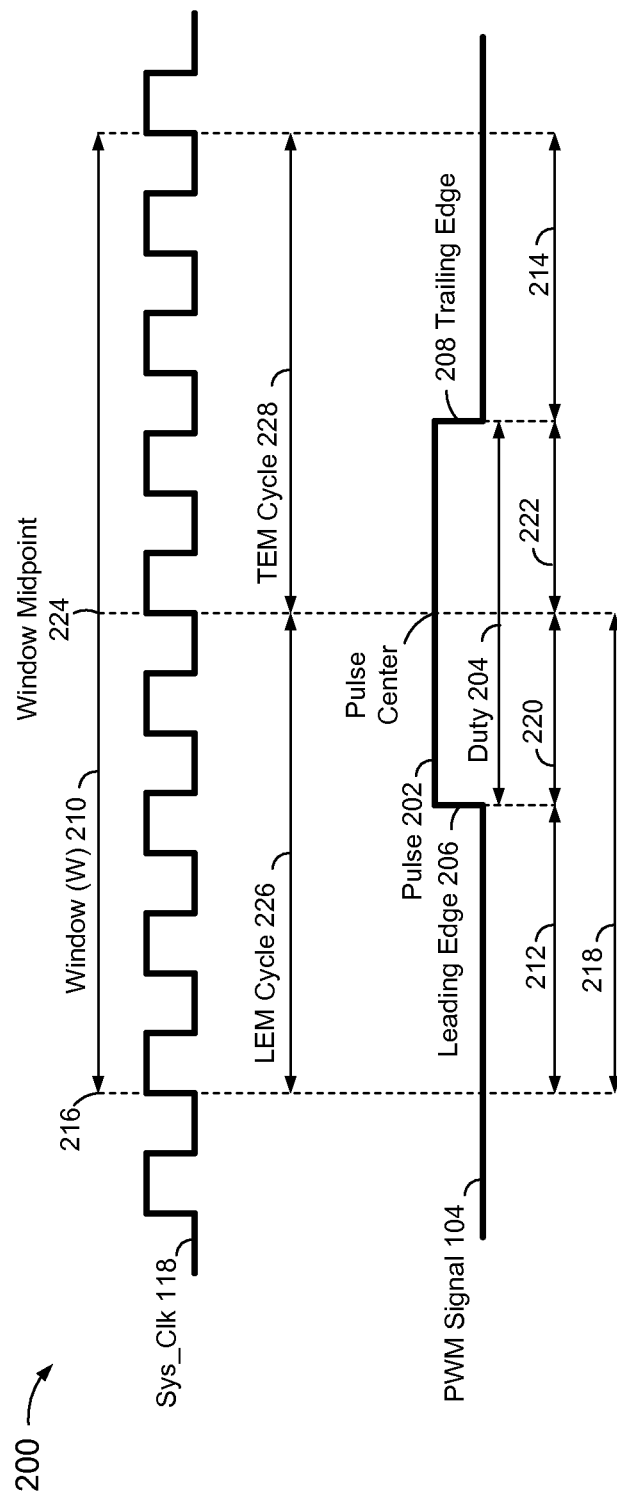 200
Window Midpoint
224
216
Window (W) 210
Sys_Clk 118
LEM Cycle 226
TEM Cycle 228
Pulse
Center
Pulse 202
Leading Edge 206
208 Trailing Edge
PWM Signal 104
Duty 204
212
220
222
214
218